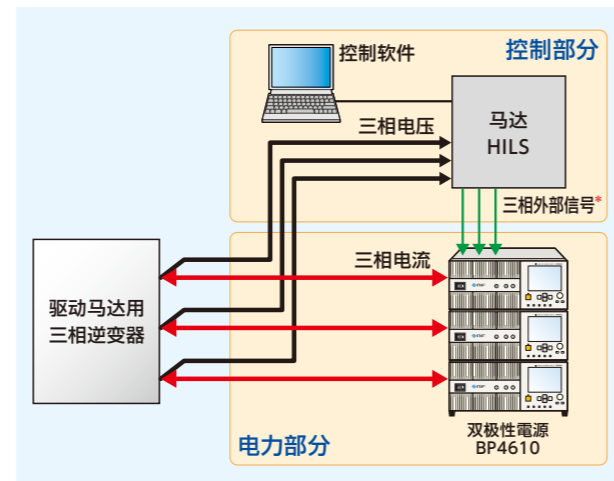 控制部分
控制软件
三相电压
马达
HILS
三相外部信号*
三相电流
驱动马达用
三相逆变器
双极性電源
BP4610
电力部分